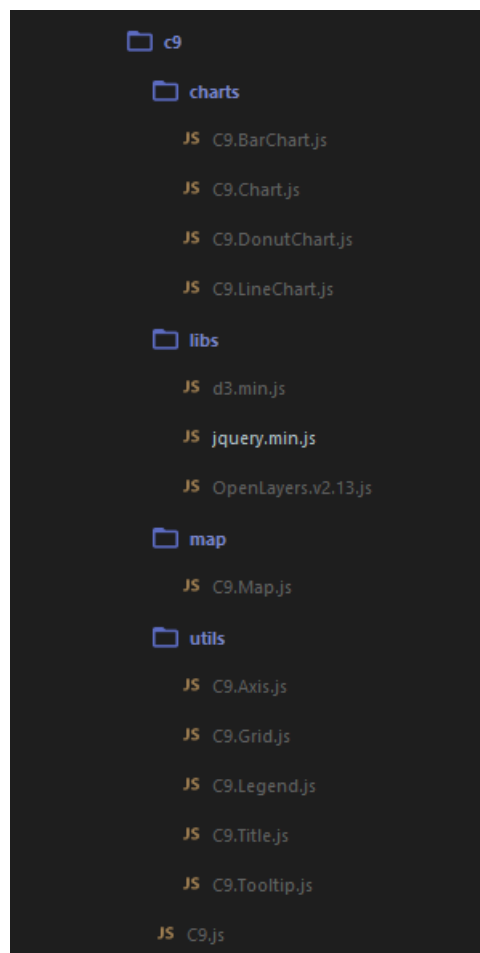 c9
charts
JS C9.BarChart.js
JS C9.Chart.js
JS C9.DonutChart.js
JS C9.LineChart.js
libs
JS d3.min.js
JS jquery.min.js
JS OpenLayers.v2.13.js
map
JS C9.Map.js
utils
JS C9.Axis.js
JS C9.Grid.js
JS C9.Legend.js
JS C9.Title.js
JS C9.Tooltip.js
JS C9.js